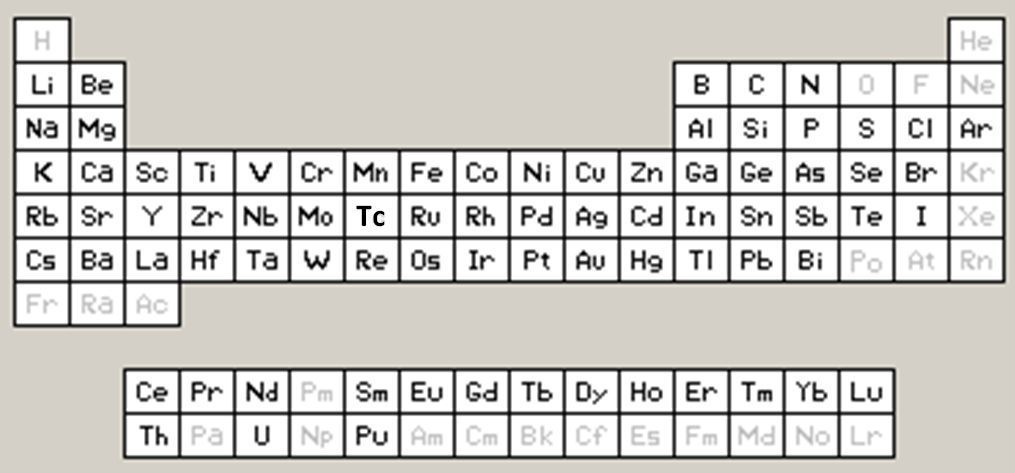 H He
Li Be B C N O F Ne
Na Mg Al Si P S Cl Ar
K Ca Sc Ti V Cr Mn Fe Co Ni Cu Zn Ga Ge As Se Br Kr
Rb Sr Y Zr Nb Mo Tc Ru Rh Pd Ag Cd In Sn Sb Te I Xe
Cs Ba La Hf Ta W Re Os Ir Pt Au Hg Tl Pb Bi Po At Rn
Fr Ra Ac
Ce Pr Nd Pm Sm Eu Gd Tb Dy Ho Er Tm Yb Lu
Th Pa U Np Pu Am Cm Bk Cf Es Fm Md No Lr